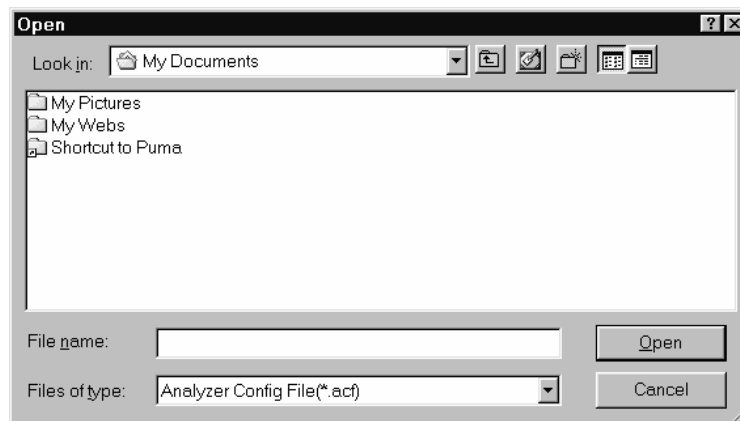 Open
Look in: My Documents
My Pictures
My Webs
Shortcut to Puma
File name:
Open
Files of type: Analyzer Config File(*.acf)
Cancel